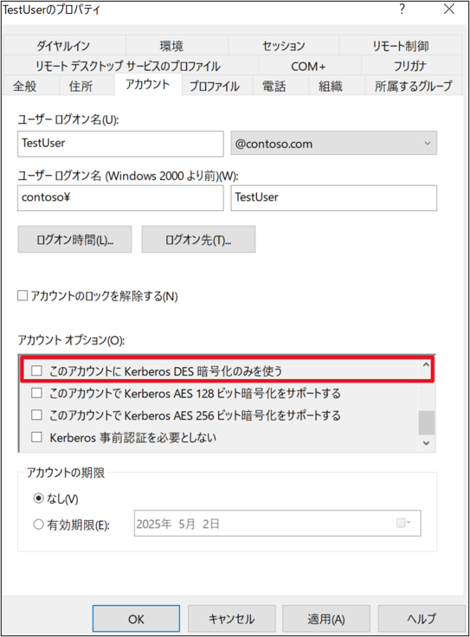 TestUserのプロパティ
?
ダイヤルイン 環境 セッション リモート制御
リモート デスクトップ サービスのプロファイル COM+ フリガナ
全般 住所 アカウント プロファイル 電話 組織 所属するグループ
ユーザー ログオン名(U):
TestUser @contoso.com
ユーザー ログオン名 (Windows 2000 より前)(W):
contoso¥ TestUser
ログオン時間(L)... ログオン先(T)...
アカウントのロックを解除する(N)
アカウント オプション(O):
このアカウントに Kerberos DES 暗号化のみを使う
このアカウントで Kerberos AES 128 ビット暗号化をサポートする
このアカウントで Kerberos AES 256 ビット暗号化をサポートする
Kerberos 事前認証を必要としない
アカウントの期限
なし(V)
有効期限(E): 2025年 5月 2日
OK キャンセル 適用(A) ヘルプ